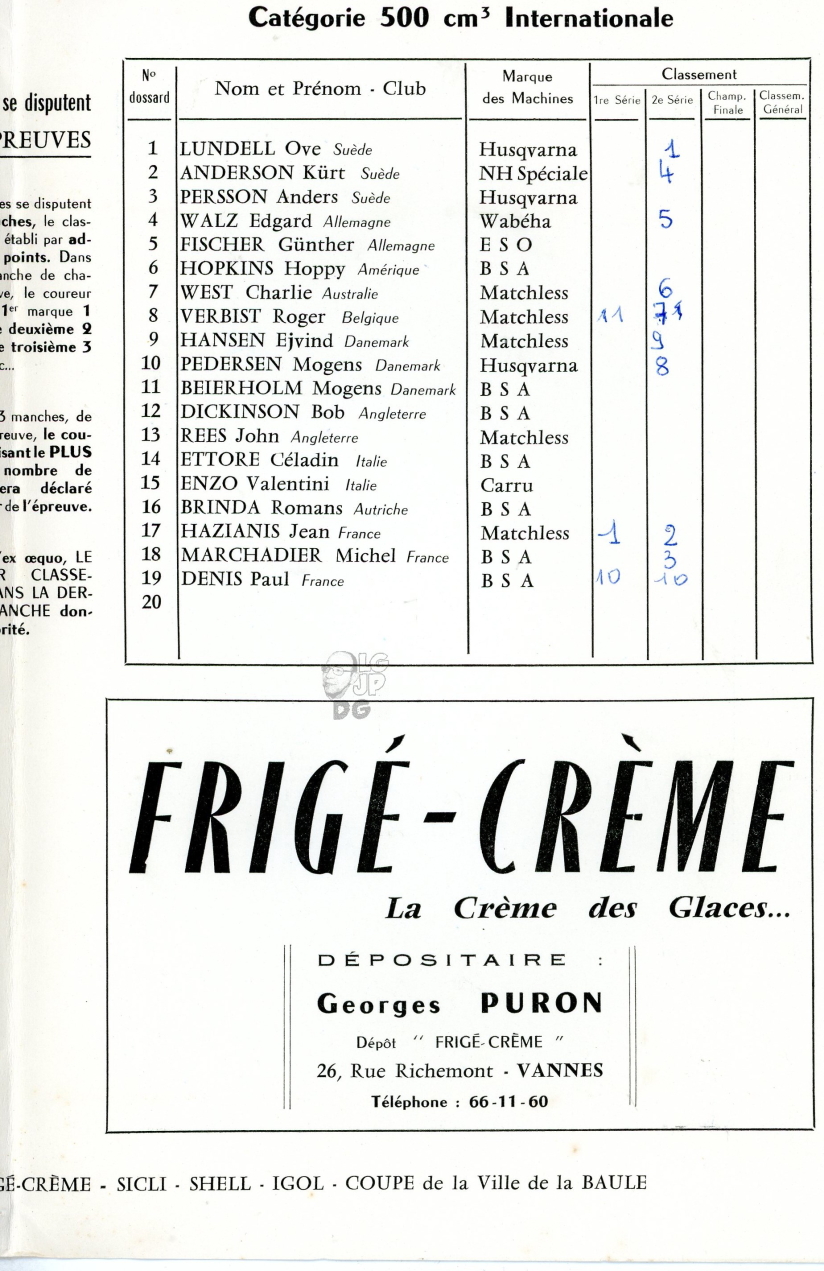 Catégorie 500 cm³ Internationale
se disputent
PREUVES
es se disputent
ches, le clas-
établi par ad-
points. Dans
anche de cha-
ve, le coureur
1er marque 1
e deuxième 2
e troisième 3
c...
3 manches, de
reuve, le cou-
isant le PLUS
nombre de
era déclaré
r de l'épreuve.
'ex œquo, LE
R CLASSE-
ANS LA DER-
ANCHE don-
rité.
No dossard Nom et Prénom - Club Marque des Machines Classement
1re Série 2e Série Champ. Finale Classem. Général
1 LUNDELL Ove Suède Husqvarna 1
2 ANDERSON Kürt Suède NH Spéciale 4
3 PERSSON Anders Suède Husqvarna
4 WALZ Edgard Allemagne Wabéha 5
5 FISCHER Günther Allemagne E S O
6 HOPKINS Hoppy Amérique B S A
7 WEST Charlie Australie Matchless 6
8 VERBIST Roger Belgique Matchless 11
9 HANSEN Ejvind Danemark Matchless 9
10 PEDERSEN Mogens Danemark Husqvarna 8
11 BEIERHOLM Mogens Danemark B S A
12 DICKINSON Bob Angleterre B S A
13 REES John Angleterre Matchless
14 ETTORE Céladin Italie B S A
15 ENZO Valentini Italie Carru
16 BRINDA Romans Autriche B S A
17 HAZIANIS Jean France Matchless 1 2
18 MARCHADIER Michel France B S A 3
19 DENIS Paul France B S A 10 10
20
LG
JP
DG
FRIGÉ-CRÈME
La Crème des Glaces...
DÉPOSITAIRE :
Georges PURON
Dépôt " FRIGÉ-CRÈME "
26, Rue Richemont - VANNES
Téléphone : 66-11-60
GÉ-CRÈME - SICLI - SHELL - IGOL - COUPE de la Ville de la BAULE